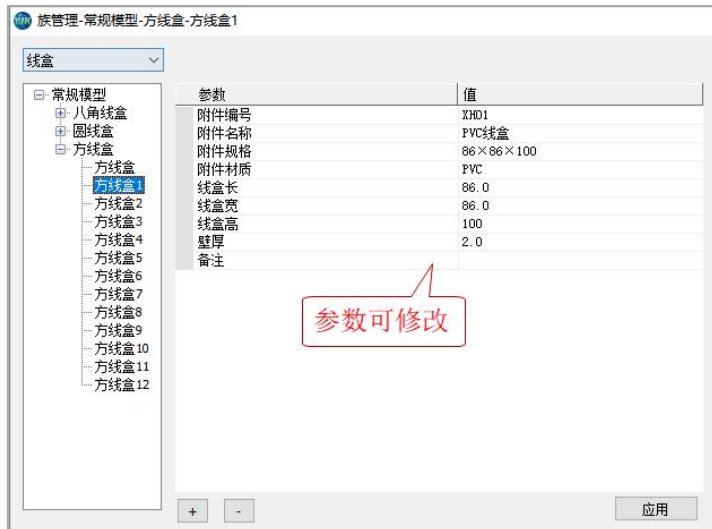 族管理-常规模型-方线盒-方线盒1
线盒
常规模型
八角线盒
圆线盒
方线盒
方线盒
方线盒1
方线盒2
方线盒3
方线盒4
方线盒5
方线盒6
方线盒7
方线盒8
方线盒9
方线盒10
方线盒11
方线盒12
参数 值
附件编号 XH01
附件名称 PVC线盒
附件规格 86×86×100
附件材质 PVC
线盒长 86.0
线盒宽 86.0
线盒高 100
壁厚 2.0
备注
参数可修改
+ -
应用